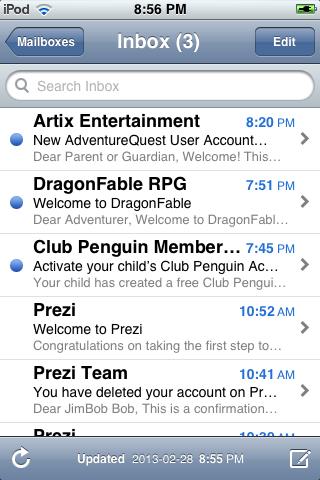 iPod 8:56 PM
Mailboxes Inbox (3) Edit
Search Inbox
Artix Entertainment 8:20 PM
New AdventureQuest User Account…
Dear Parent or Guardian, Welcome! This…
DragonFable RPG 7:51 PM
Welcome to DragonFable
Dear Adventurer, Welcome to DragonFabl…
Club Penguin Member… 7:45 PM
Activate your child's Club Penguin Ac…
Your child has created a free Club Penguin…
Prezi 10:52 AM
Welcome to Prezi
Congratulations on taking the first step to…
Prezi Team 10:41 AM
You have deleted your account on Pr…
Dear JimBob Bob, This is a confirmation…
Prezi 10:30 AM
Updated 2013-02-28 8:55 PM